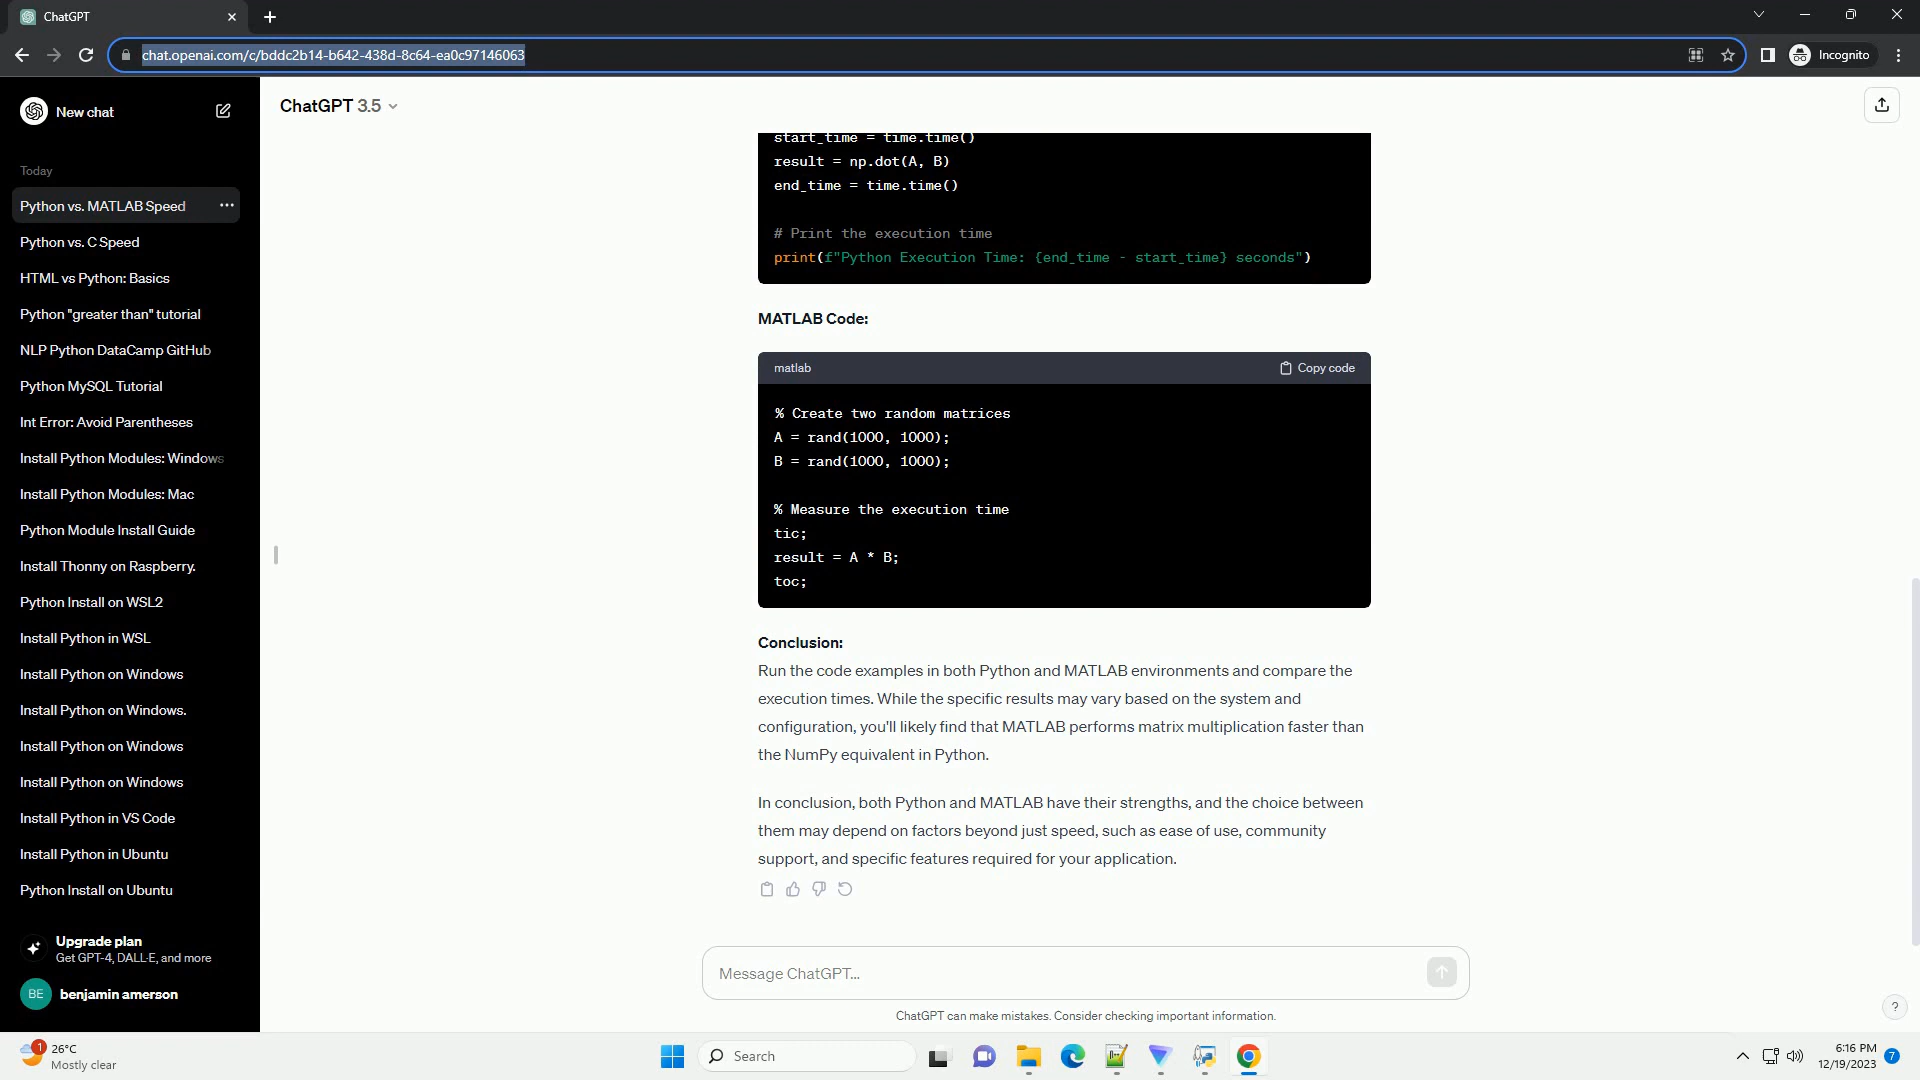 ChatGPT
chat.openai.com/c/bddc2b14-b642-438d-8c64-ea0c97146063
Incognito
New chat
Today
Python vs. MATLAB Speed
Python vs. C Speed
HTML vs Python: Basics
Python "greater than" tutorial
NLP Python DataCamp GitHub
Python MySQL Tutorial
Int Error: Avoid Parentheses
Install Python Modules: Windows
Install Python Modules: Mac
Python Module Install Guide
Install Thonny on Raspberry.
Python Install on WSL2
Install Python in WSL
Install Python on Windows
Install Python on Windows.
Install Python on Windows
Install Python on Windows
Install Python in VS Code
Install Python in Ubuntu
Python Install on Ubuntu
Upgrade plan
Get GPT-4, DALL·E, and more
BE
benjamin amerson
ChatGPT 3.5
start_time = time.time()
result = np.dot(A, B)
end_time = time.time()
# Print the execution time
print(f"Python Execution Time: {end_time - start_time} seconds")
MATLAB Code:
matlab
Copy code
% Create two random matrices
A = rand(1000, 1000);
B = rand(1000, 1000);
% Measure the execution time
tic;
result = A * B;
toc;
Conclusion:
Run the code examples in both Python and MATLAB environments and compare the
execution times. While the specific results may vary based on the system and
configuration, you'll likely find that MATLAB performs matrix multiplication faster than
the NumPy equivalent in Python.
In conclusion, both Python and MATLAB have their strengths, and the choice between
them may depend on factors beyond just speed, such as ease of use, community
support, and specific features required for your application.
Message ChatGPT...
ChatGPT can make mistakes. Consider checking important information.
?
1
26°C
Mostly clear
Search
6:16 PM
12/19/2023
7